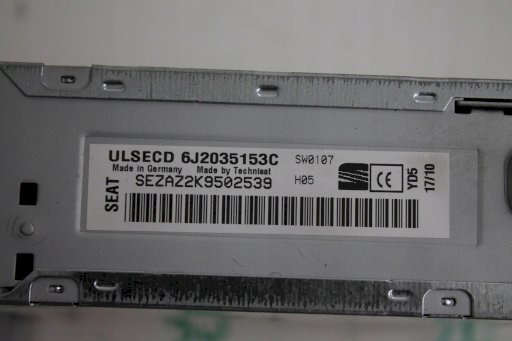 ULSECD 6J2035153C SW0107
Made in Germany Made by Technisat
SEZAZ2K9502539 H05
SEAT
CE
YD5
17/10